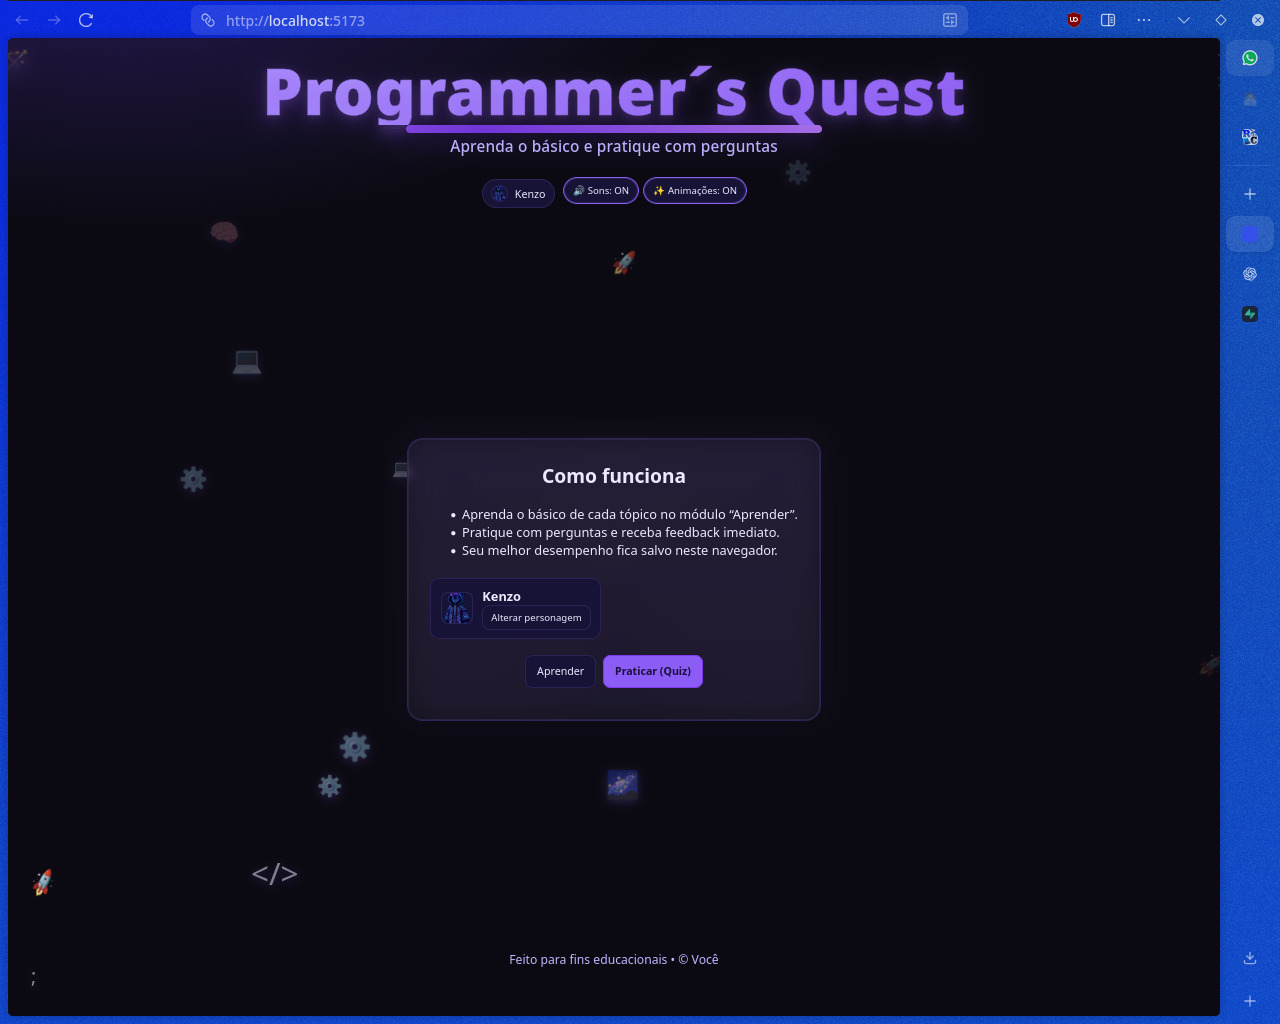 http://localhost:5173
Programmer´s Quest
Aprenda o básico e pratique com perguntas
Kenzo
🔊 Sons: ON
✨ Animações: ON
Como funciona
• Aprenda o básico de cada tópico no módulo “Aprender”.
• Pratique com perguntas e receba feedback imediato.
• Seu melhor desempenho fica salvo neste navegador.
Kenzo
Alterar personagem
Aprender
Praticar (Quiz)
</>
Feito para fins educacionais • © Você
;